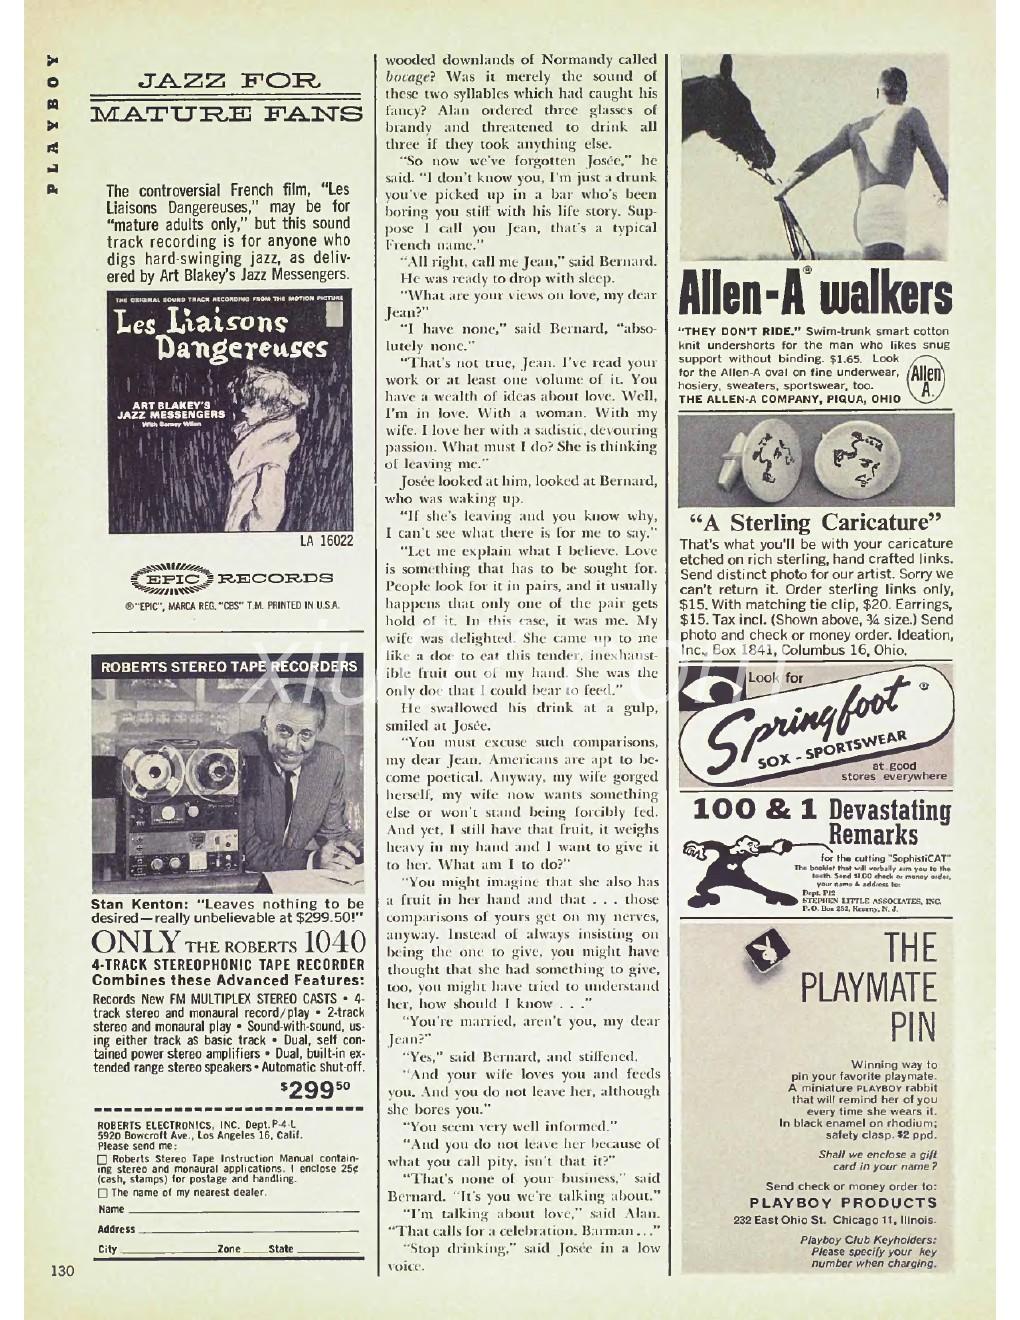 PLAYBOY
JAZZ FOR
MATURE FANS
The controversial French film, "Les
Liaisons Dangereuses," may be for
"mature adults only," but this sound
track recording is for anyone who
digs hard-swinging jazz, as deliv-
ered by Art Blakey's Jazz Messengers.
THE ORIGINAL SOUND TRACK RECORDING FROM THE MOTION PICTURE
Les Liaisons
Dangereuses
ART BLAKEY'S
JAZZ MESSENGERS
With Barney Wilen
LA 16022
EPIC RECORDS
®"EPIC", MARCA REG. "CBS" T.M. PRINTED IN U.S.A.
ROBERTS STEREO TAPE RECORDERS
Stan Kenton: "Leaves nothing to be
desired—really unbelievable at $299.50!"
ONLY THE ROBERTS 1040
4-TRACK STEREOPHONIC TAPE RECORDER
Combines these Advanced Features:
Records New FM MULTIPLEX STEREO CASTS • 4-
track stereo and monaural record/play • 2-track
stereo and monaural play • Sound-with-sound, us-
ing either track as basic track • Dual, self con-
tained power stereo amplifiers • Dual, built-in ex-
tended range stereo speakers • Automatic shut-off.
$299 50
ROBERTS ELECTRONICS, INC. Dept. P-4-L
5920 Bowcroft Ave., Los Angeles 16, Calif.
Please send me:
□ Roberts Stereo Tape Instruction Manual contain-
ing stereo and monaural applications. I enclose 25¢
(cash, stamps) for postage and handling.
□ The name of my nearest dealer.
Name
Address
City Zone State
130
wooded downlands of Normandy called
bocage? Was it merely the sound of
these two syllables which had caught his
fancy? Alan ordered three glasses of
brandy and threatened to drink all
three if they took anything else.
"So now we've forgotten Josée," he
said. "I don't know you, I'm just a drunk
you've picked up in a bar who's been
boring you stiff with his life story. Sup-
pose I call you Jean, that's a typical
French name."
"All right, call me Jean," said Bernard.
He was ready to drop with sleep.
"What are your views on love, my dear
Jean?"
"I have none," said Bernard, "abso-
lutely none."
"That's not true, Jean. I've read your
work or at least one volume of it. You
have a wealth of ideas about love. Well,
I'm in love. With a woman. With my
wife. I love her with a sadistic, devouring
passion. What must I do? She is thinking
of leaving me."
Josée looked at him, looked at Bernard,
who was waking up.
"If she's leaving and you know why,
I can't see what there is for me to say."
"Let me explain what I believe. Love
is something that has to be sought for.
People look for it in pairs, and it usually
happens that only one of the pair gets
hold of it. In this case, it was me. My
wife was delighted. She came up to me
like a doe to eat this tender, inexhaust-
ible fruit out of my hand. She was the
only doe that I could bear to feed."
He swallowed his drink at a gulp,
smiled at Josée.
"You must excuse such comparisons,
my dear Jean. Americans are apt to be-
come poetical. Anyway, my wife gorged
herself, my wife now wants something
else or won't stand being forcibly fed.
And yet, I still have that fruit, it weighs
heavy in my hand and I want to give it
to her. What am I to do?"
"You might imagine that she also has
a fruit in her hand and that . . . those
comparisons of yours get on my nerves,
anyway. Instead of always insisting on
being the one to give, you might have
thought that she had something to give,
too, you might have tried to understand
her, how should I know . . ."
"You're married, aren't you, my dear
Jean?"
"Yes," said Bernard, and stiffened.
"And your wife loves you and feeds
you. And you do not leave her, although
she bores you."
"You seem very well informed."
"And you do not leave her because of
what you call pity, isn't that it?"
"That's none of your business," said
Bernard. "It's you we're talking about."
"I'm talking about love," said Alan.
"That calls for a celebration. Barman . . ."
"Stop drinking," said Josée in a low
voice.
Allen-A® walkers
"THEY DON'T RIDE." Swim-trunk smart cotton
knit undershorts for the man who likes snug
support without binding. $1.65. Look
for the Allen-A oval on fine underwear,
hosiery, sweaters, sportswear, too.
THE ALLEN-A COMPANY, PIQUA, OHIO
Allen
A.
"A Sterling Caricature"
That's what you'll be with your caricature
etched on rich sterling, hand crafted links.
Send distinct photo for our artist. Sorry we
can't return it. Order sterling links only,
$15. With matching tie clip, $20. Earrings,
$15. Tax incl. (Shown above, ¾ size.) Send
photo and check or money order. Ideation,
Inc., Box 1841, Columbus 16, Ohio.
Look for
Springfoot ®
SOX - SPORTSWEAR
at good
stores everywhere
100 & 1 Devastating
Remarks
for the cutting "SophistiCAT"
The booklet that will verbally arm you to the
teeth. Send $1.00 check or money order,
your name & address to:
Dept. P12
STEPHEN LITTLE ASSOCIATES, INC.
P.O. Box 252, Kearny, N. J.
THE
PLAYMATE
PIN
Winning way to
pin your favorite playmate.
A miniature PLAYBOY rabbit
that will remind her of you
every time she wears it.
In black enamel on rhodium;
safety clasp. $2 ppd.
Shall we enclose a gift
card in your name?
Send check or money order to:
PLAYBOY PRODUCTS
232 East Ohio St. Chicago 11, Illinois.
Playboy Club Keyholders:
Please specify your key
number when charging.